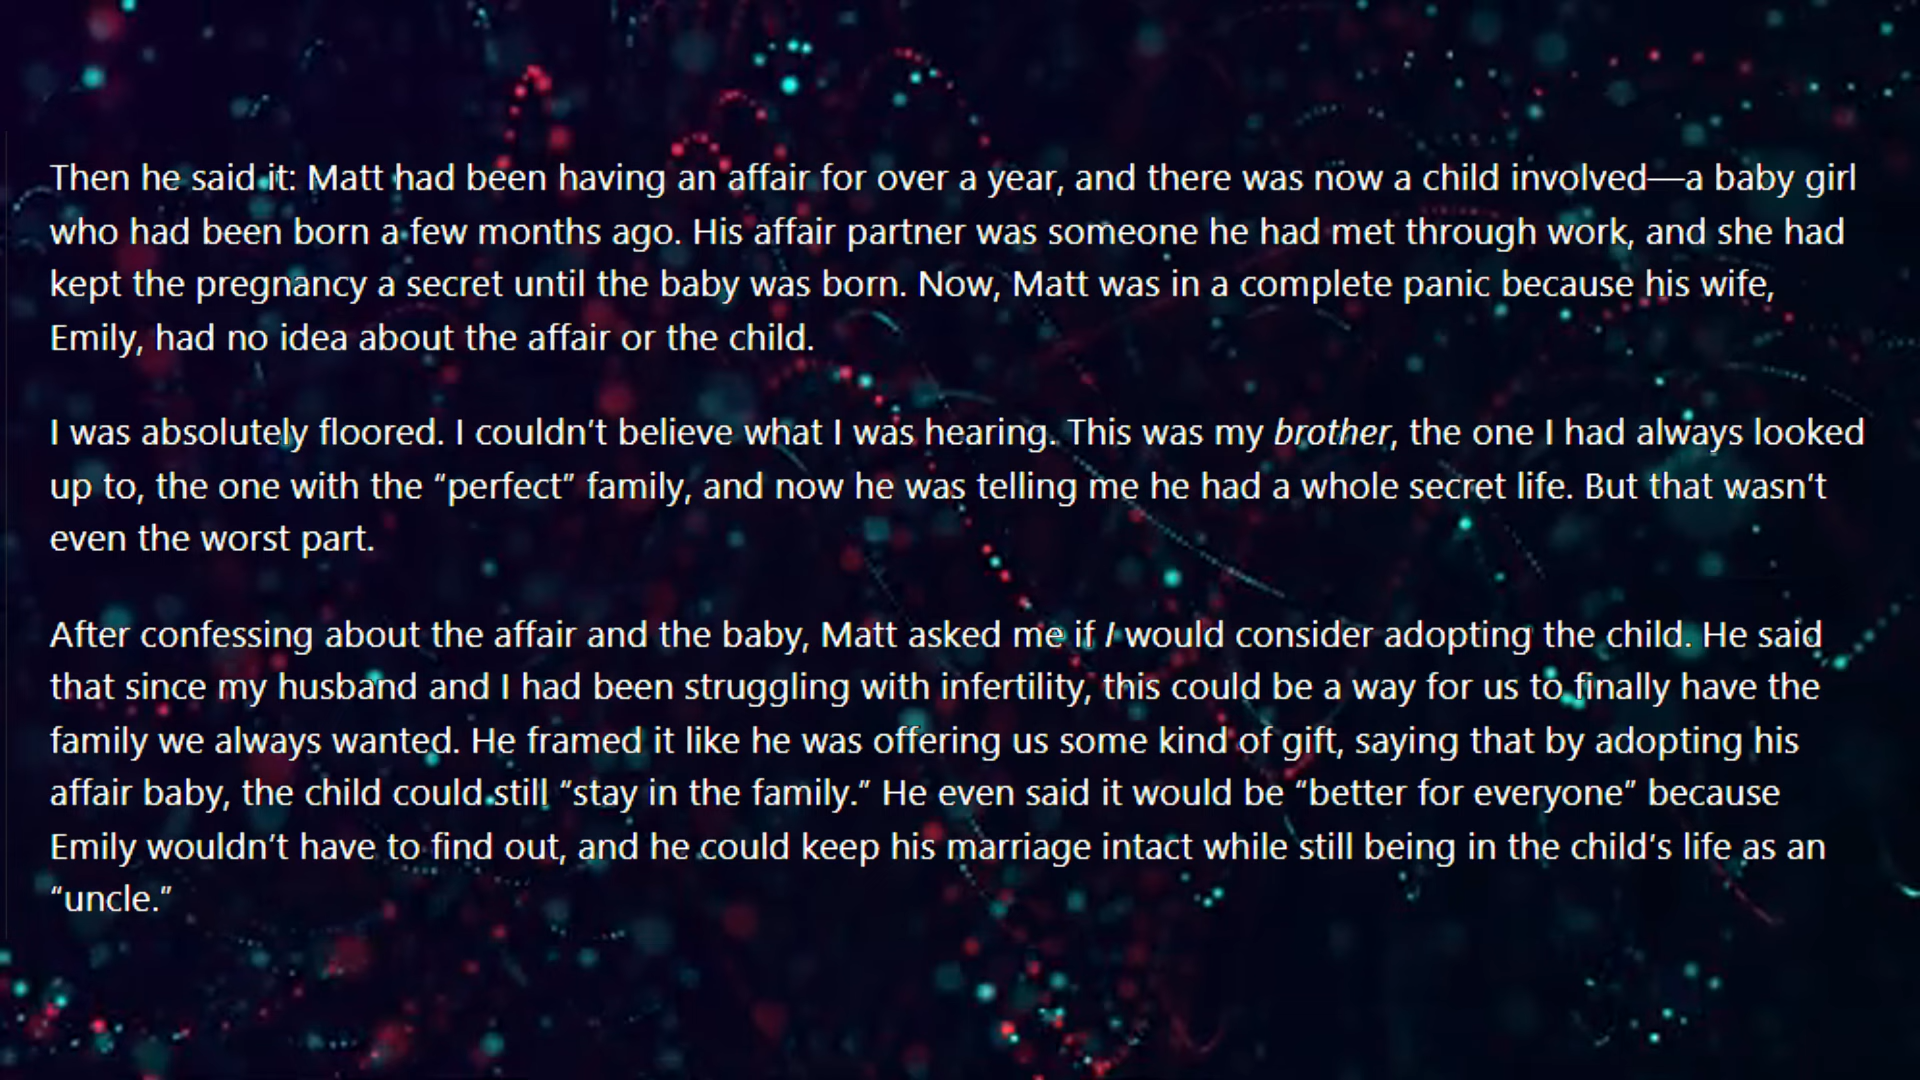 Then he said it: Matt had been having an affair for over a year, and there was now a child involved—a baby girl
who had been born a few months ago. His affair partner was someone he had met through work, and she had
kept the pregnancy a secret until the baby was born. Now, Matt was in a complete panic because his wife,
Emily, had no idea about the affair or the child.
I was absolutely floored. I couldn’t believe what I was hearing. This was my brother, the one I had always looked
up to, the one with the “perfect” family, and now he was telling me he had a whole secret life. But that wasn’t
even the worst part.
After confessing about the affair and the baby, Matt asked me if I would consider adopting the child. He said
that since my husband and I had been struggling with infertility, this could be a way for us to finally have the
family we always wanted. He framed it like he was offering us some kind of gift, saying that by adopting his
affair baby, the child could still “stay in the family.” He even said it would be “better for everyone” because
Emily wouldn’t have to find out, and he could keep his marriage intact while still being in the child’s life as an
“uncle.”